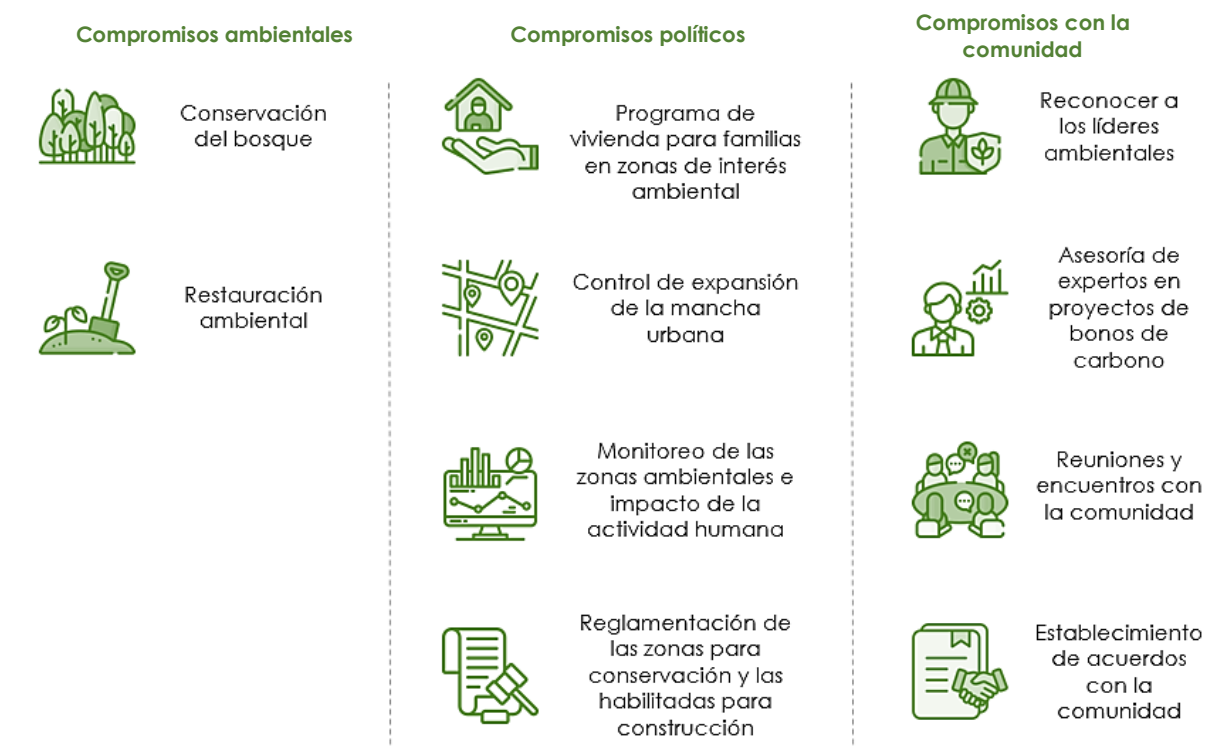 Compromisos ambientales
Conservación
del bosque
Restauración
ambiental
Compromisos políticos
Programa de
vivienda para familias
en zonas de interés
ambiental
Control de expansión
de la mancha
urbana
Monitoreo de las
zonas ambientales e
impacto de la
actividad humana
Reglamentación de
las zonas para
conservación y las
habilitadas para
construcción
Compromisos con la
comunidad
Reconocer a
los líderes
ambientales
Asesoría de
expertos en
proyectos de
bonos de
carbono
Reuniones y
encuentros con
la comunidad
Establecimiento
de acuerdos
con la
comunidad